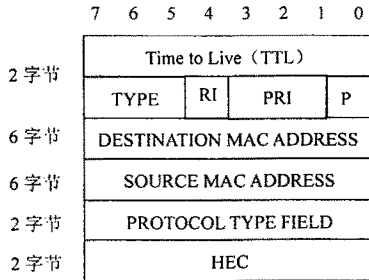 7 6 5 4 3 2 1 0
Time to Live（TTL）
2 字节
TYPE RI PRI P
6 字节 DESTINATION MAC ADDRESS
6 字节 SOURCE MAC ADDRESS
2 字节 PROTOCOL TYPE FIELD
2 字节 HEC